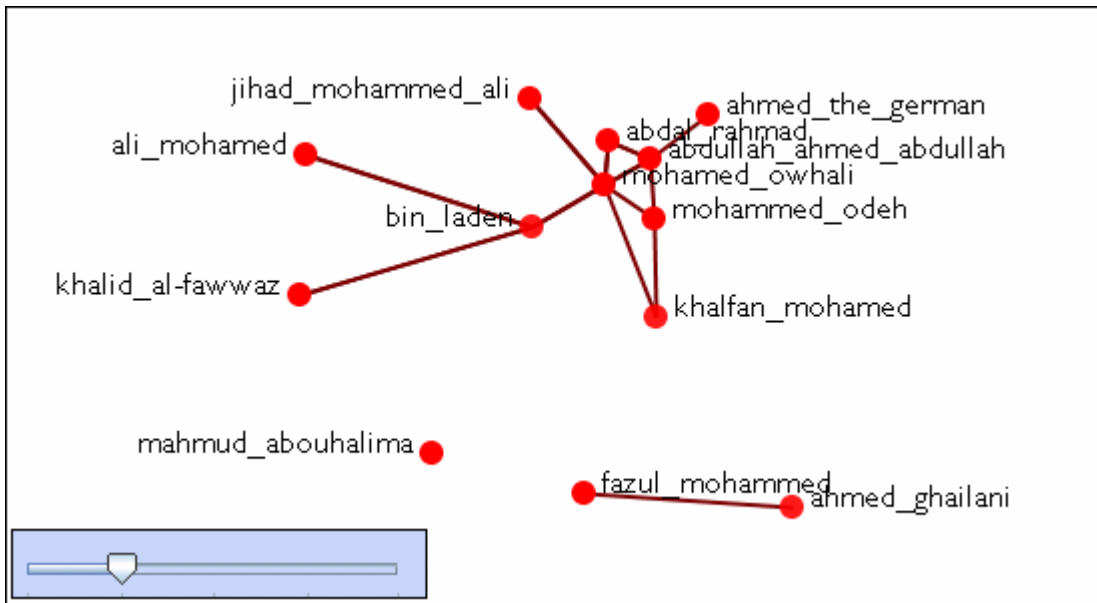 jihad_mohammed_ali
ahmed_the_german
abdal_rahmad
ali_mohamed
abdullah_ahmed_abdullah
mohamed_owhali
bin_laden
mohammed_odeh
khalid_al-fawwaz
khalfan_mohamed
mahmud_abouhalima
fazul_mohammed
ahmed_ghailani